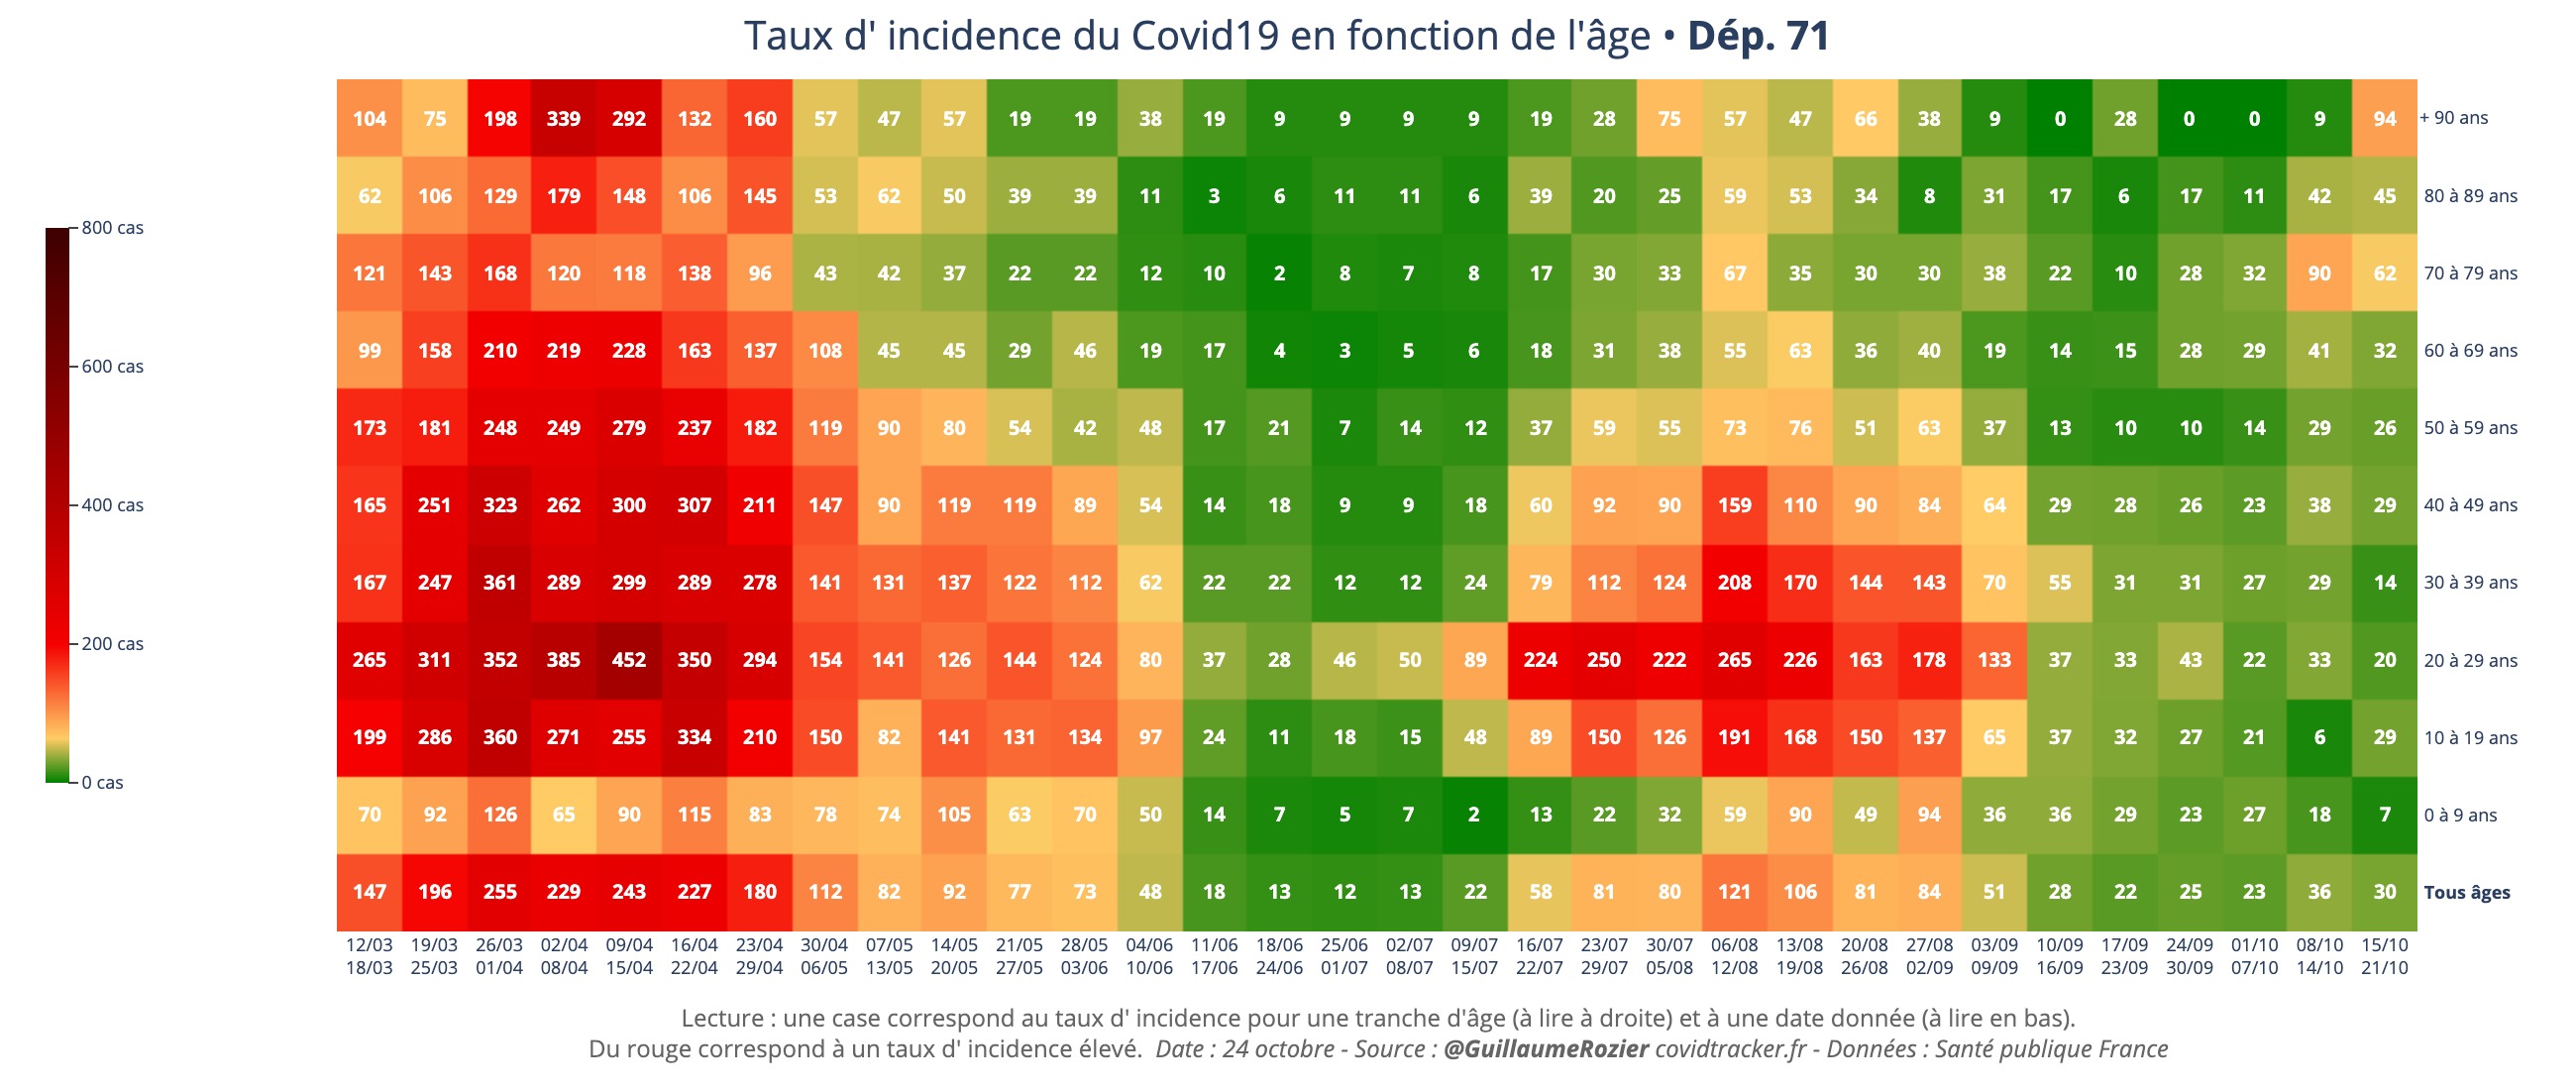 Taux d' incidence du Covid19 en fonction de l'âge • Dép. 71
104 75 198 339 292 132 160 57 47 57 19 19 38 19 9 9 9 9 19 28 75 57 47 66 38 9 0 28 0 0 9 94 + 90 ans
62 106 129 179 148 106 145 53 62 50 39 39 11 3 6 11 11 6 39 20 25 59 53 34 8 31 17 6 17 11 42 45 80 à 89 ans
800 cas
121 143 168 120 118 138 96 43 42 37 22 22 12 10 2 8 7 8 17 30 33 67 35 30 30 38 22 10 28 32 90 62 70 à 79 ans
99 158 210 219 228 163 137 108 45 45 29 46 19 17 4 3 5 6 18 31 38 55 63 36 40 19 14 15 28 29 41 32 60 à 69 ans
600 cas
173 181 248 249 279 237 182 119 90 80 54 42 48 17 21 7 14 12 37 59 55 73 76 51 63 37 13 10 10 14 29 26 50 à 59 ans
400 cas
165 251 323 262 300 307 211 147 90 119 119 89 54 14 18 9 9 18 60 92 90 159 110 90 84 64 29 28 26 23 38 29 40 à 49 ans
167 247 361 289 299 289 278 141 131 137 122 112 62 22 22 12 12 24 79 112 124 208 170 144 143 70 55 31 31 27 29 14 30 à 39 ans
200 cas
265 311 352 385 452 350 294 154 141 126 144 124 80 37 28 46 50 89 224 250 222 265 226 163 178 133 37 33 43 22 33 20 20 à 29 ans
199 286 360 271 255 334 210 150 82 141 131 134 97 24 11 18 15 48 89 150 126 191 168 150 137 65 37 32 27 21 6 29 10 à 19 ans
0 cas
70 92 126 65 90 115 83 78 74 105 63 70 50 14 7 5 7 2 13 22 32 59 90 49 94 36 36 29 23 27 18 7 0 à 9 ans
147 196 255 229 243 227 180 112 82 92 77 73 48 18 13 12 13 22 58 81 80 121 106 81 84 51 28 22 25 23 36 30 Tous âges
12/03 19/03 26/03 02/04 09/04 16/04 23/04 30/04 07/05 14/05 21/05 28/05 04/06 11/06 18/06 25/06 02/07 09/07 16/07 23/07 30/07 06/08 13/08 20/08 27/08 03/09 10/09 17/09 24/09 01/10 08/10 15/10
18/03 25/03 01/04 08/04 15/04 22/04 29/04 06/05 13/05 20/05 27/05 03/06 10/06 17/06 24/06 01/07 08/07 15/07 22/07 29/07 05/08 12/08 19/08 26/08 02/09 09/09 16/09 23/09 30/09 07/10 14/10 21/10
Lecture : une case correspond au taux d' incidence pour une tranche d'âge (à lire à droite) et à une date donnée (à lire en bas).
Du rouge correspond à un taux d' incidence élevé. Date : 24 octobre - Source : @GuillaumeRozier covidtracker.fr - Données : Santé publique France